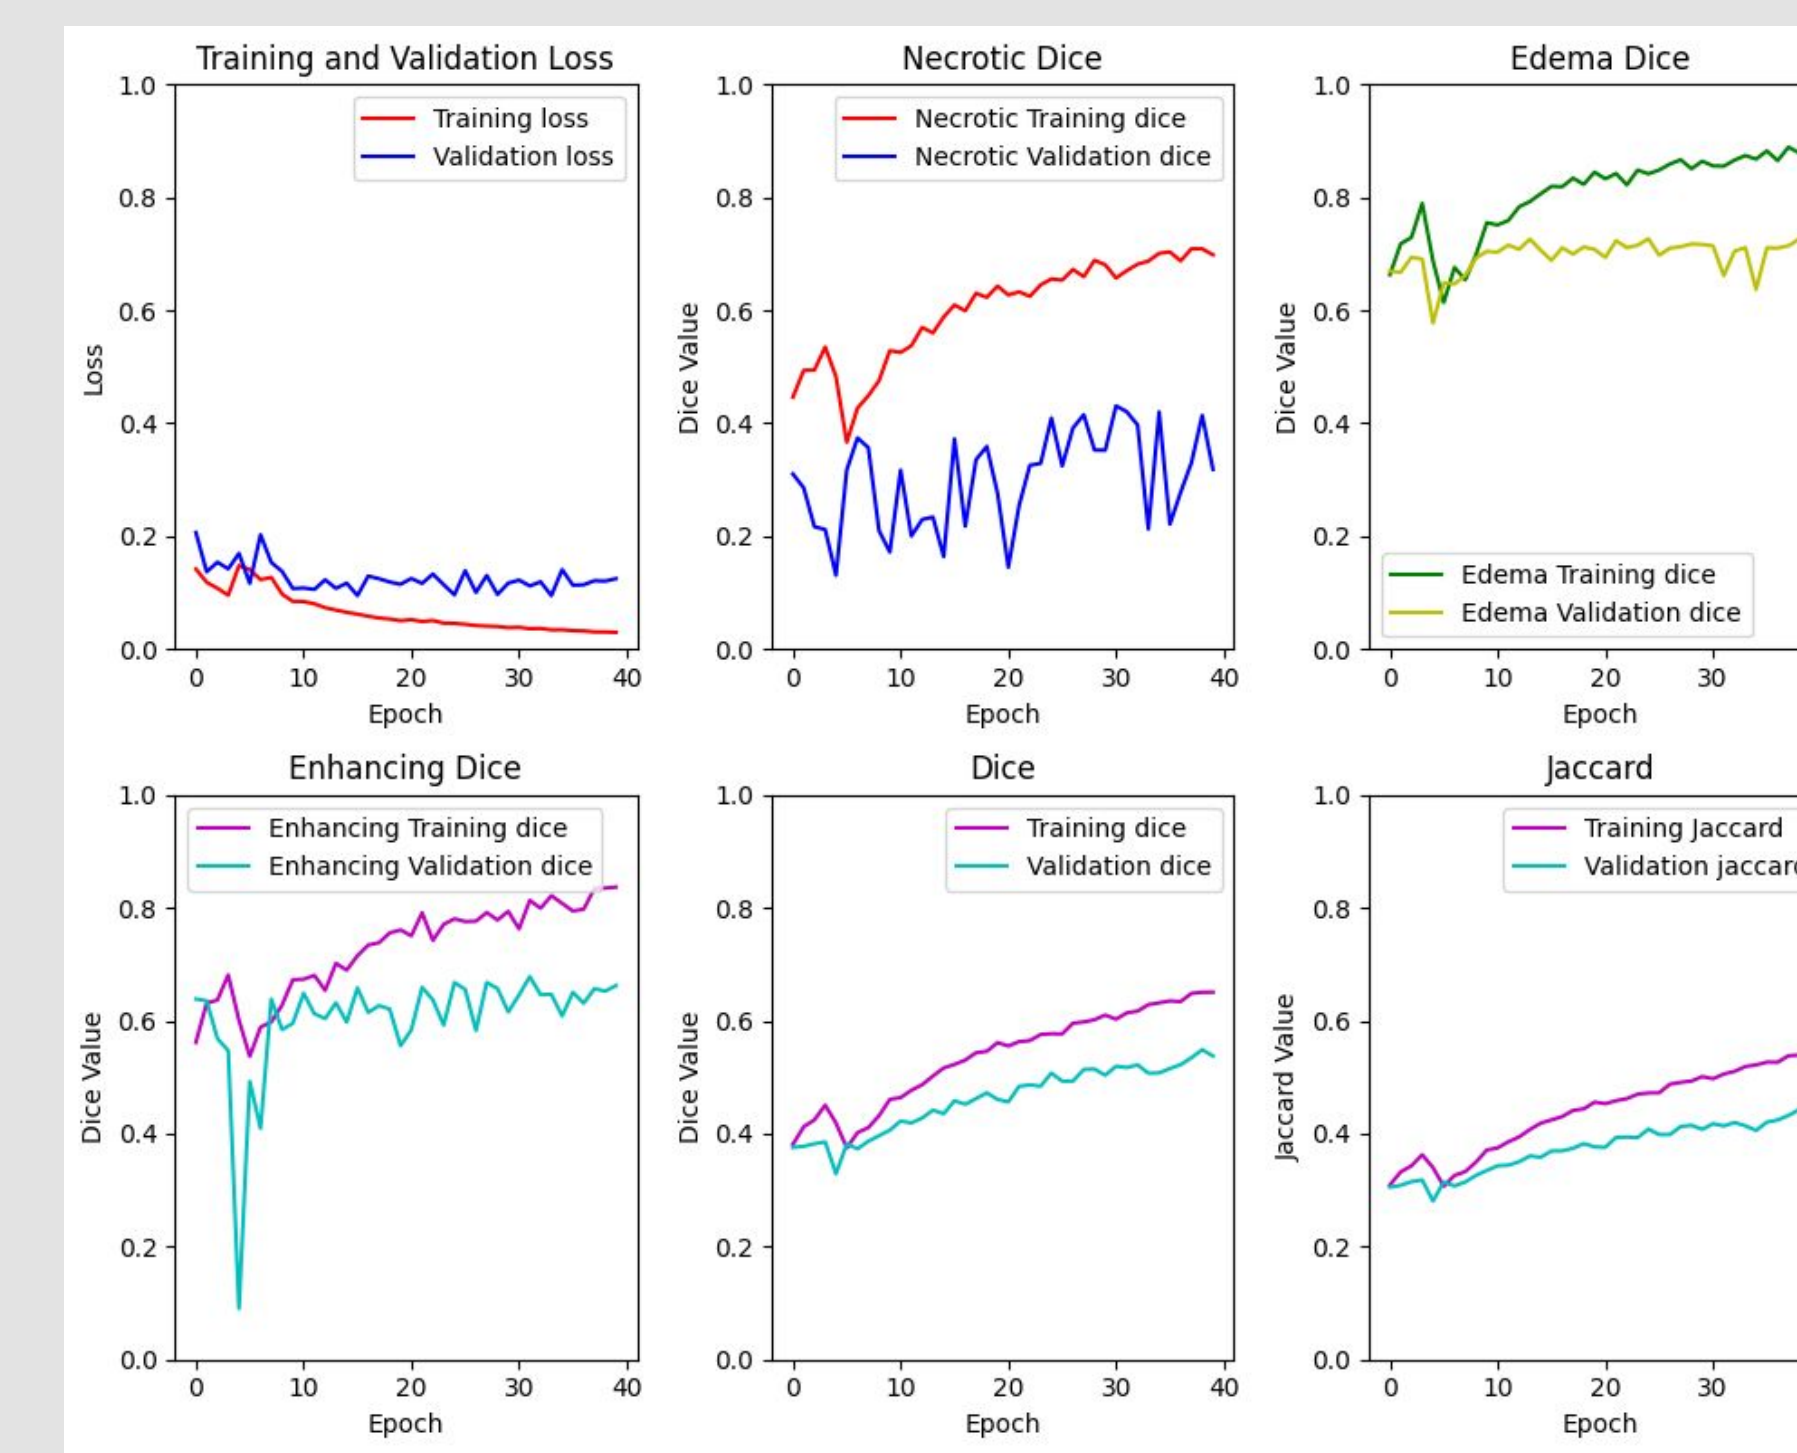 Training and Validation Loss
1.0
0.8
0.6
0.4
0.2
0.0
Loss
Training loss
Validation loss
0 10 20 30 40
Epoch
Necrotic Dice
1.0
0.8
0.6
0.4
0.2
0.0
Dice Value
Necrotic Training dice
Necrotic Validation dice
0 10 20 30 40
Epoch
Edema Dice
1.0
0.8
0.6
0.4
0.2
0.0
Dice Value
Edema Training dice
Edema Validation dice
0 10 20 30
Epoch
Enhancing Dice
1.0
0.8
0.6
0.4
0.2
0.0
Dice Value
Enhancing Training dice
Enhancing Validation dice
0 10 20 30 40
Epoch
Dice
1.0
0.8
0.6
0.4
0.2
0.0
Dice Value
Training dice
Validation dice
0 10 20 30 40
Epoch
Jaccard
1.0
0.8
0.6
0.4
0.2
0.0
Jaccard Value
Training Jaccard
Validation jaccard
0 10 20 30
Epoch